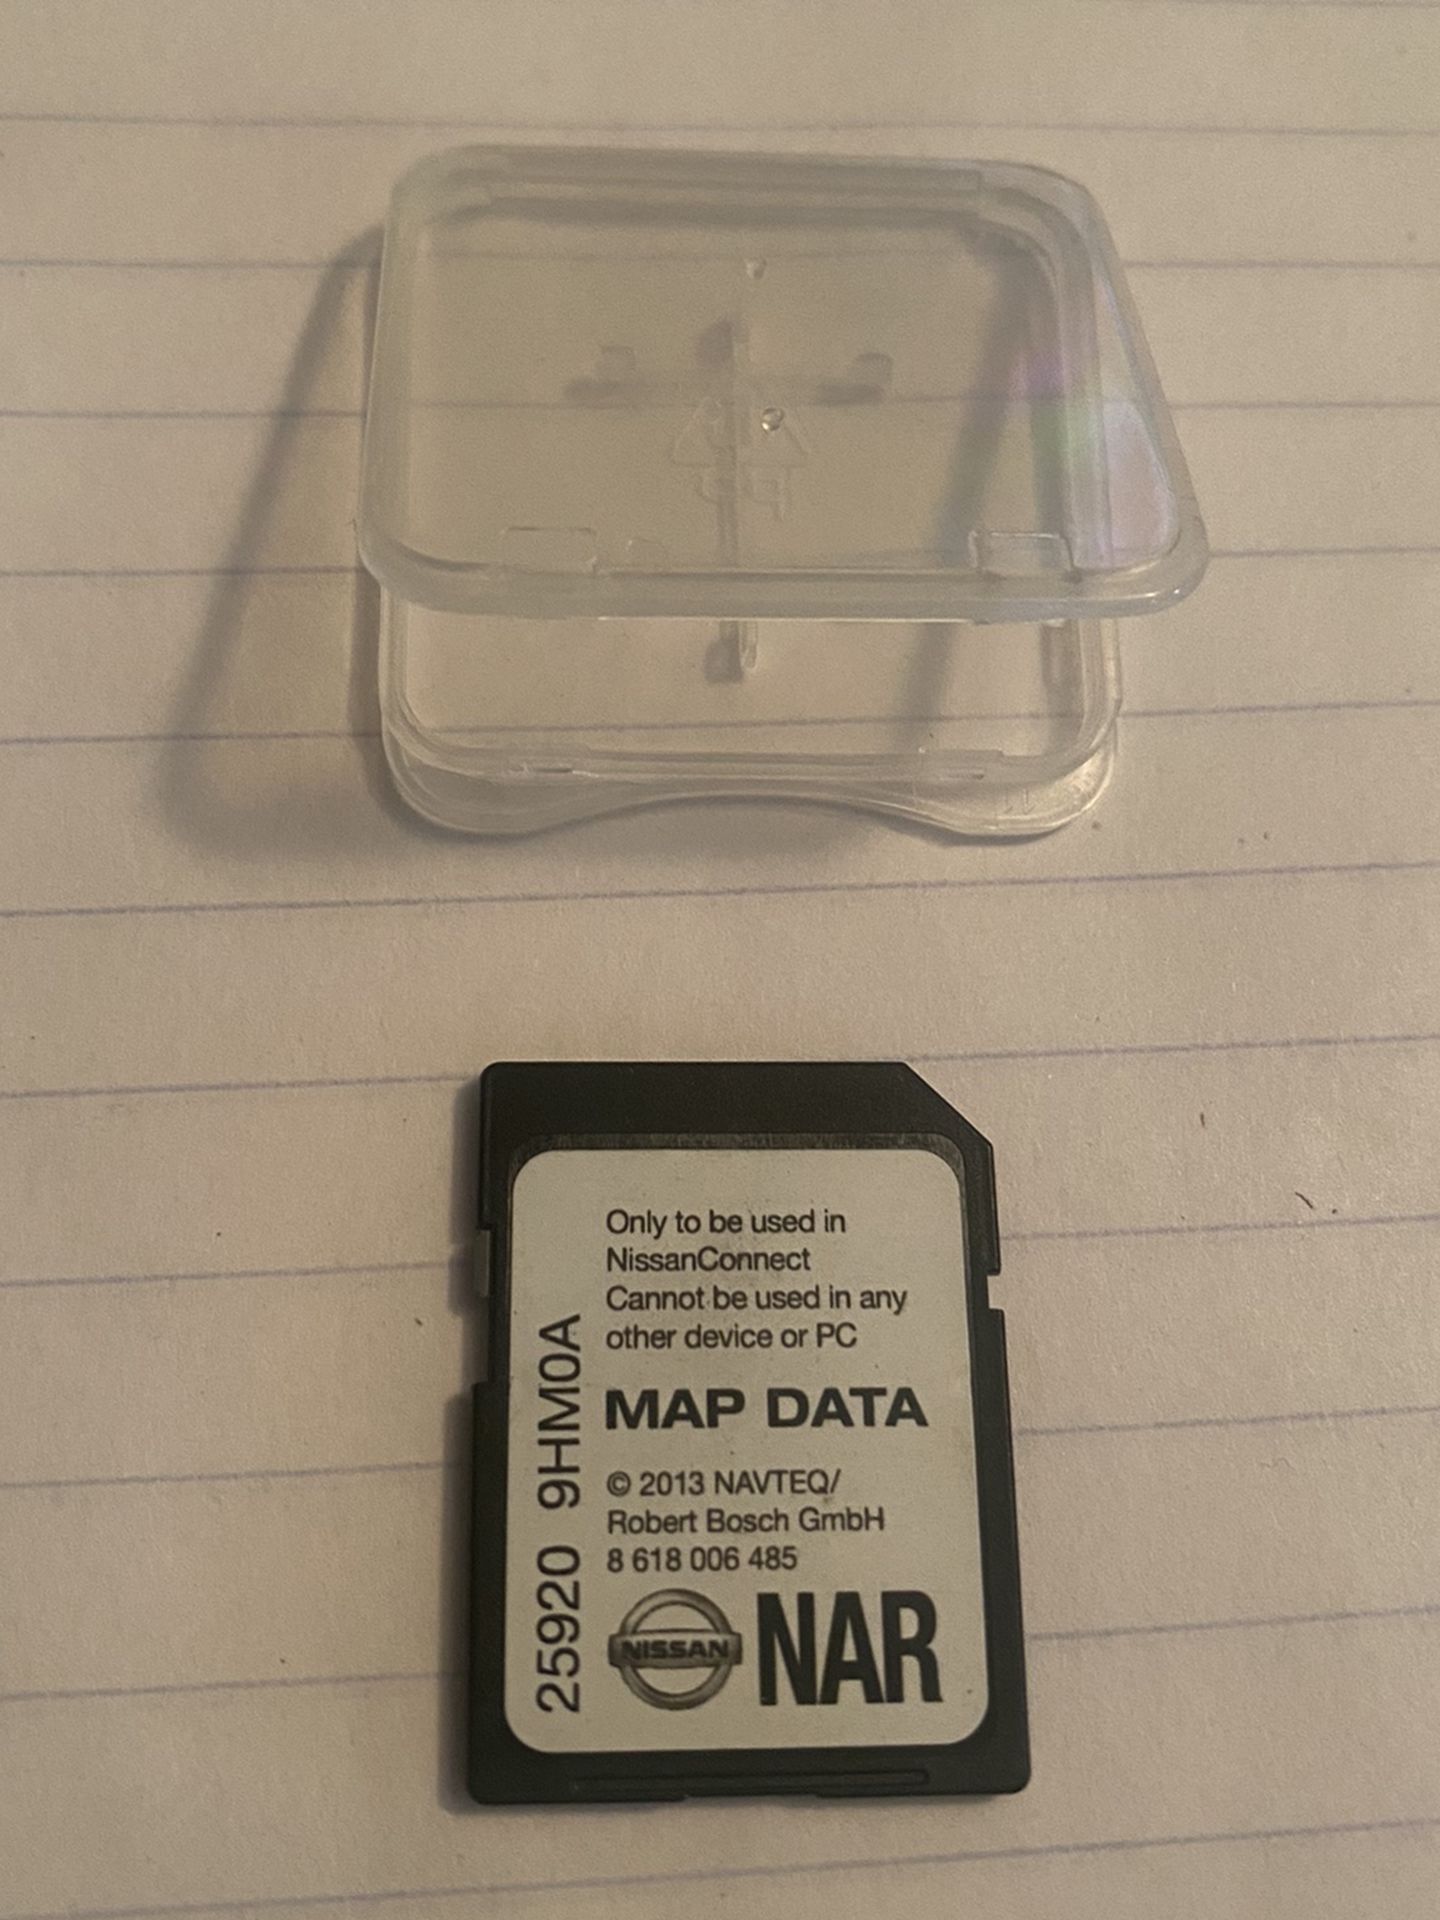 PP
Only to be used in
NissanConnect
Cannot be used in any
other device or PC
MAP DATA
© 2013 NAVTEQ/
Robert Bosch GmbH
8 618 006 485
NISSAN NAR
25920 9HM0A